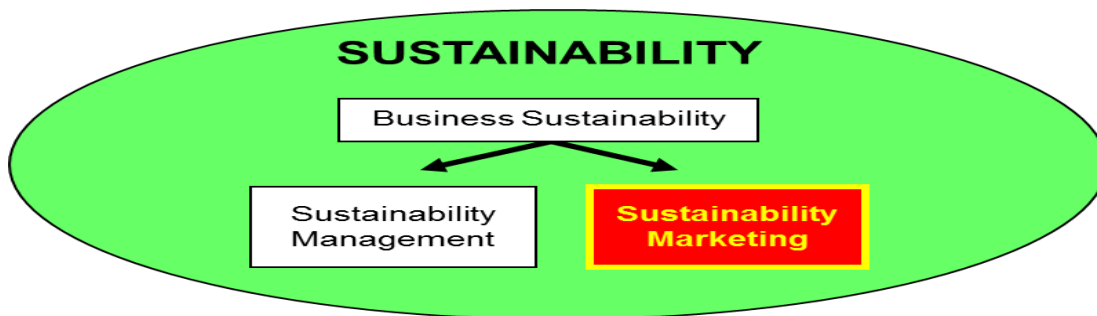 SUSTAINABILITY
Business Sustainability
Sustainability
Management
Sustainability
Marketing